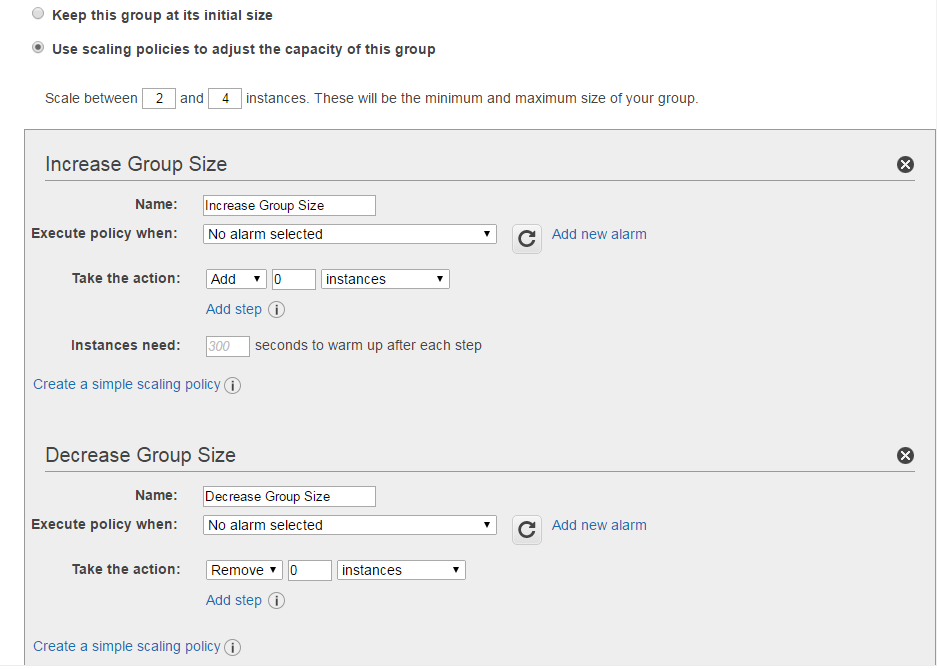 Keep this group at its initial size
Use scaling policies to adjust the capacity of this group
Scale between 2 and 4 instances. These will be the minimum and maximum size of your group.
Increase Group Size
Name: Increase Group Size
Execute policy when: No alarm selected Add new alarm
Take the action: Add 0 instances
Add step i
Instances need: 300 seconds to warm up after each step
Create a simple scaling policy i
Decrease Group Size
Name: Decrease Group Size
Execute policy when: No alarm selected Add new alarm
Take the action: Remove 0 instances
Add step i
Create a simple scaling policy i